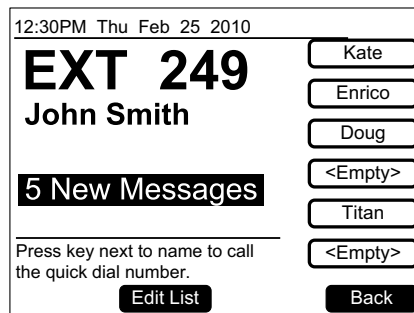 12:30PM Thu Feb 25 2010
EXT 249
John Smith
5 New Messages
Press key next to name to call
the quick dial number.
Edit List
Kate
Enrico
Doug
<Empty>
Titan
<Empty>
Back